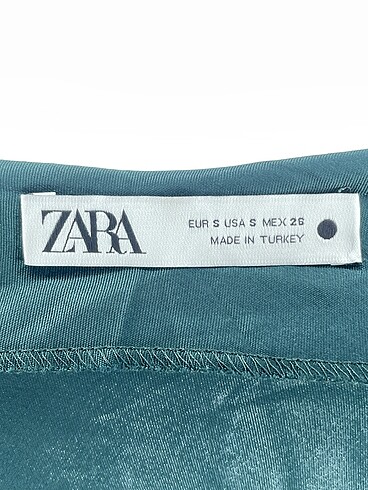 ZARA
EUR S USA S MEX 26
MADE IN TURKEY